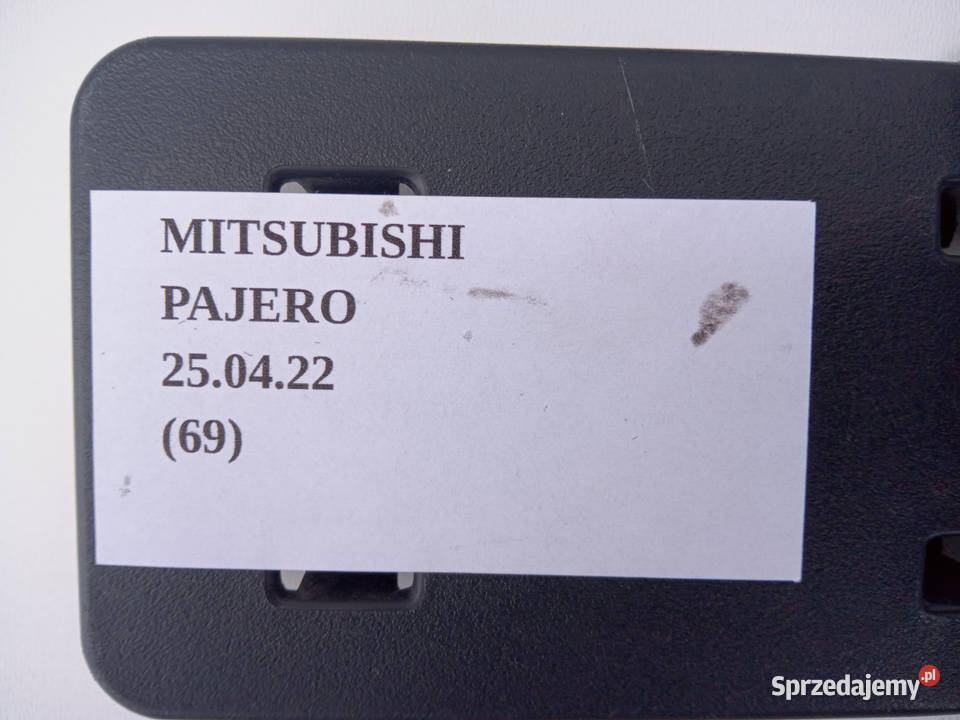 MITSUBISHI
PAJERO
25.04.22
(69)
Sprzedajemy.pl